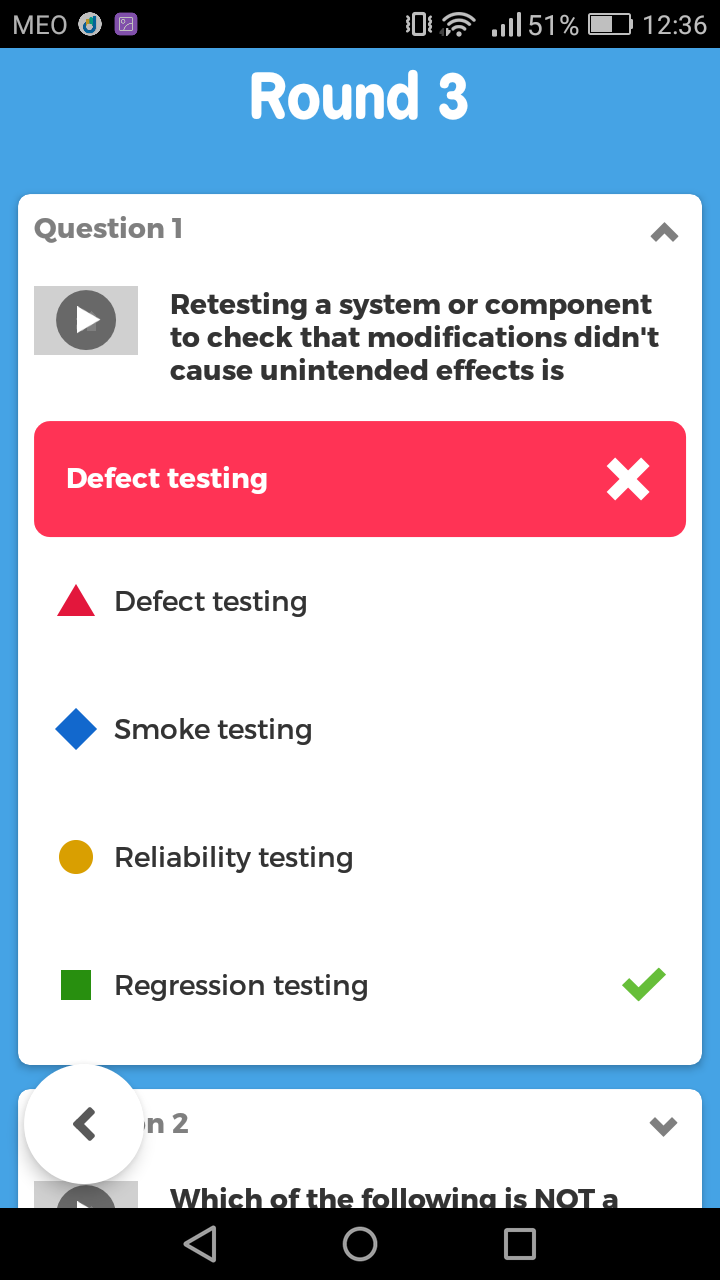 MEO 51% 12:36
Round 3
Question 1
Retesting a system or component
to check that modifications didn't
cause unintended effects is
Defect testing
Defect testing
Smoke testing
Reliability testing
Regression testing
n 2
Which of the following is NOT a